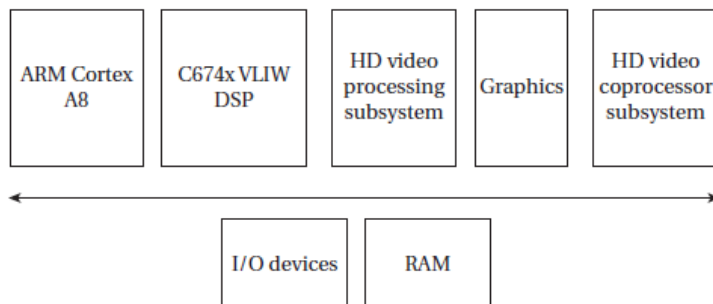 ARM Cortex
A8
C674x VLIW
DSP
HD video
processing
subsystem
Graphics
HD video
coprocessor
subsystem
I/O devices
RAM